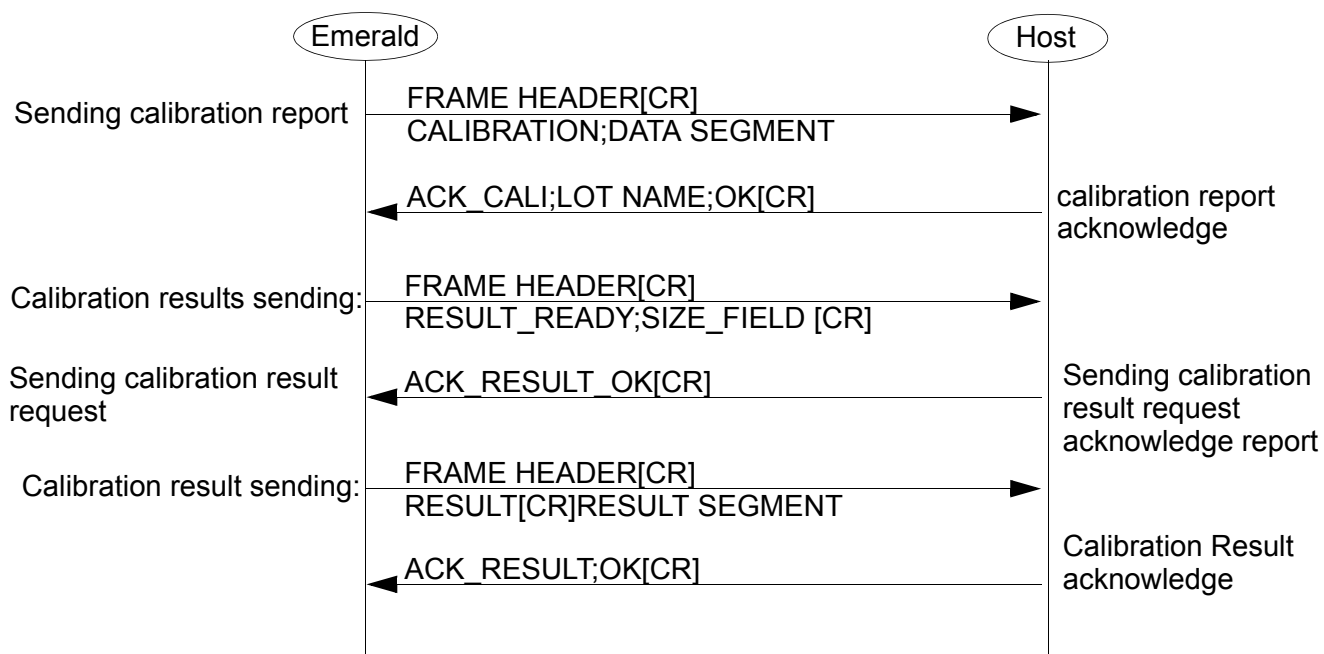 Emerald
Host
Sending calibration report
FRAME HEADER[CR]
CALIBRATION;DATA SEGMENT
ACK_CALI;LOT NAME;OK[CR]
calibration report
acknowledge
Calibration results sending:
FRAME HEADER[CR]
RESULT_READY;SIZE_FIELD [CR]
Sending calibration result
request
ACK_RESULT_OK[CR]
Sending calibration
result request
acknowledge report
Calibration result sending:
FRAME HEADER[CR]
RESULT[CR]RESULT SEGMENT
ACK_RESULT;OK[CR]
Calibration Result
acknowledge